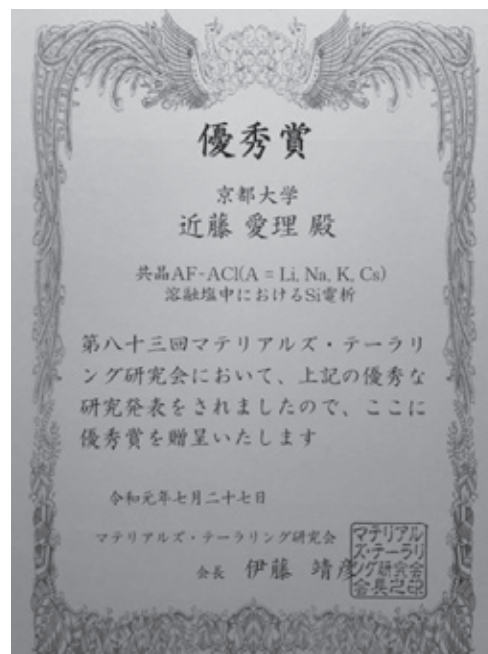 優秀賞
京都大学
近藤 愛理 殿
共晶AF-ACl(A = Li, Na, K, Cs)
溶融塩中におけるSi電析
第八十三回マテリアルズ・テーラリ
ング研究会において、上記の優秀な
研究発表をされましたので、ここに
優秀賞を贈呈いたします
令和元年七月二十七日
マテリアルズ・テーラリング研究会
会長 伊藤 靖彦
マテリアル
ズ・テーラリ
ング研究会
会長之印